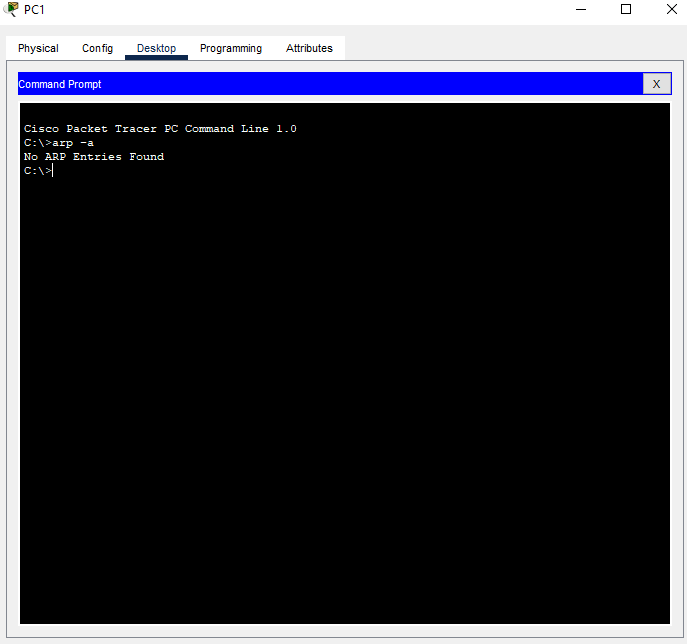 PC1
Physical Config Desktop Programming Attributes
Command Prompt X
Cisco Packet Tracer PC Command Line 1.0
C:\>arp -a
No ARP Entries Found
C:\>